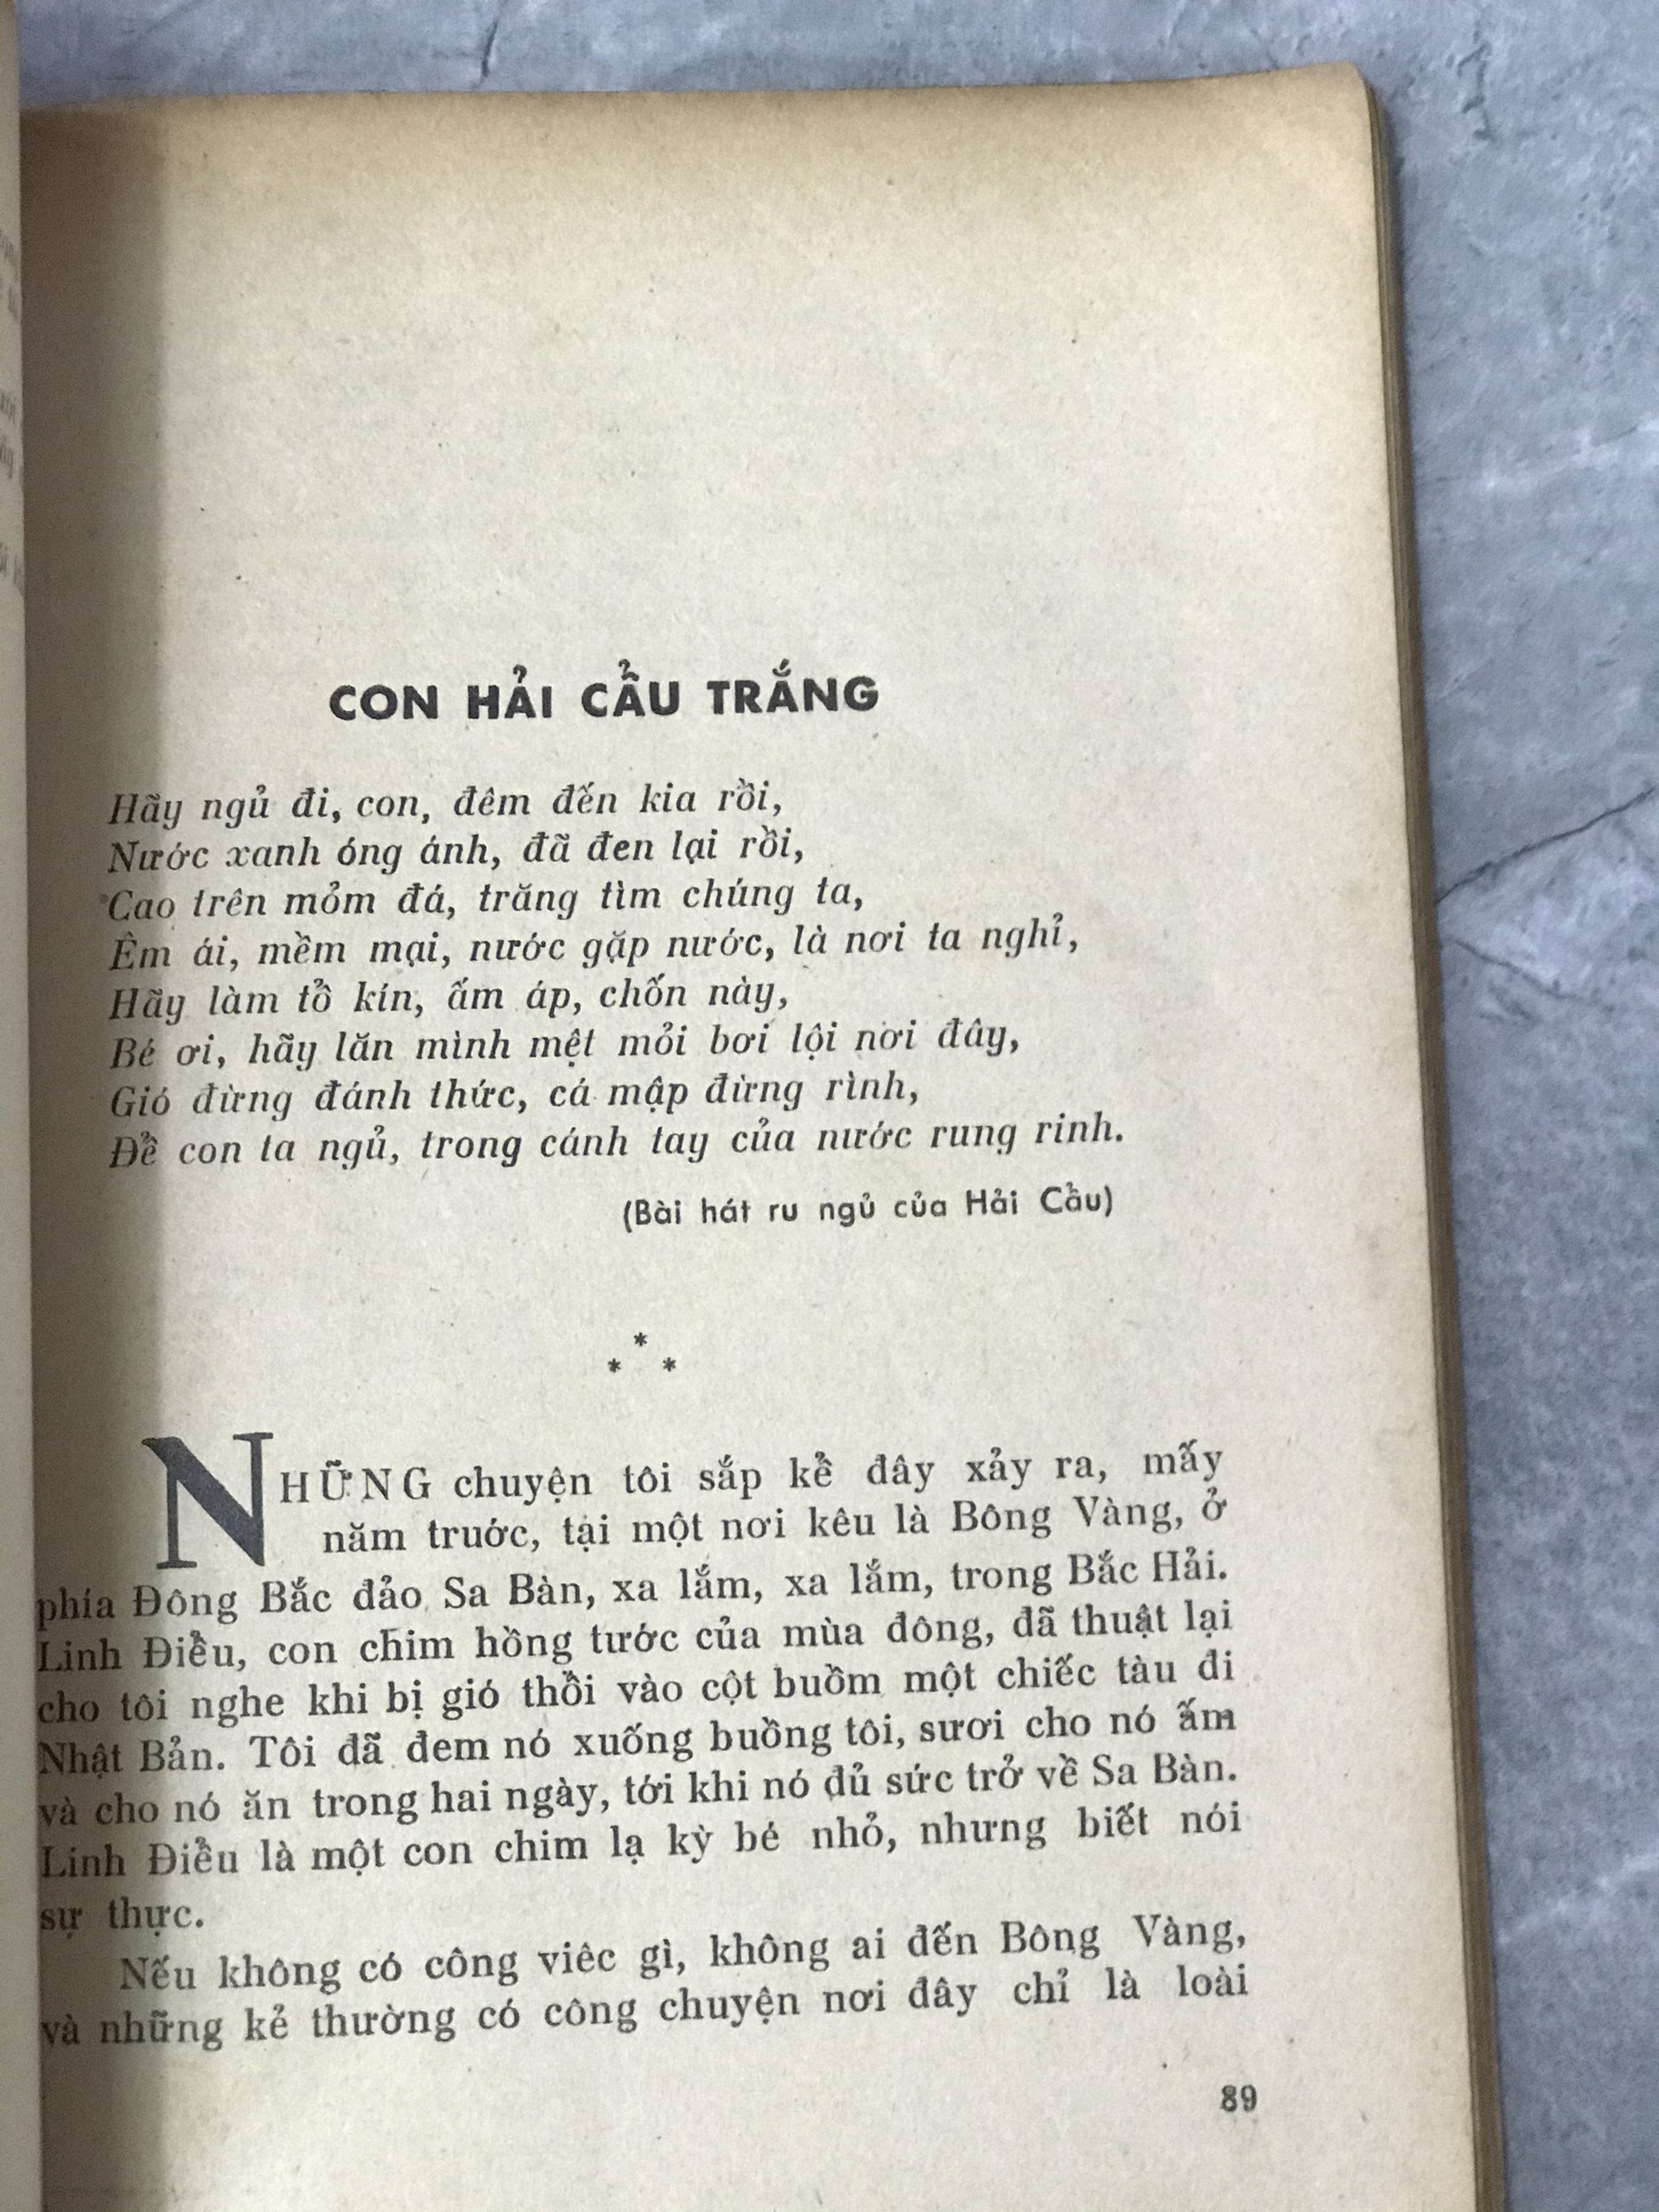 CON HẢI CẨU TRẮNG
Hãy ngủ đi, con, đêm đến kia rồi,
Nước xanh óng ánh, đã đen lại rồi,
Cao trên mỏm đá, trăng tìm chúng ta,
Êm ái, mềm mại, nước gặp nước, là nơi ta nghỉ,
Hãy làm tổ kín, ấm áp, chốn này,
Bé ơi, hãy lăn mình mệt mỏi bơi lội nơi đây,
Gió đừng đánh thức, cá mập đừng rình,
Để con ta ngủ, trong cánh tay của nước rung rinh.
(Bài hát ru ngủ của Hải Cẩu)
*
* *
NHỮNG chuyện tôi sắp kể đây xảy ra, mấy
năm trước, tại một nơi kêu là Bông Vàng, ở
phía Đông Bắc đảo Sa Bàn, xa lắm, xa lắm, trong Bắc Hải.
Linh Điểu, con chim hồng tước của mùa đông, đã thuật lại
cho tôi nghe khi bị gió thổi vào cột buồm một chiếc tàu đi
Nhật Bản. Tôi đã đem nó xuống buồng tôi, sươi cho nó ấm
và cho nó ăn trong hai ngày, tới khi nó đủ sức trở về Sa Bàn.
Linh Điểu là một con chim lạ kỳ bé nhỏ, nhưng biết nói
sự thực.
Nếu không có công viêc gì, không ai đến Bông Vàng,
và những kẻ thường có công chuyện nơi đây chỉ là loài
89